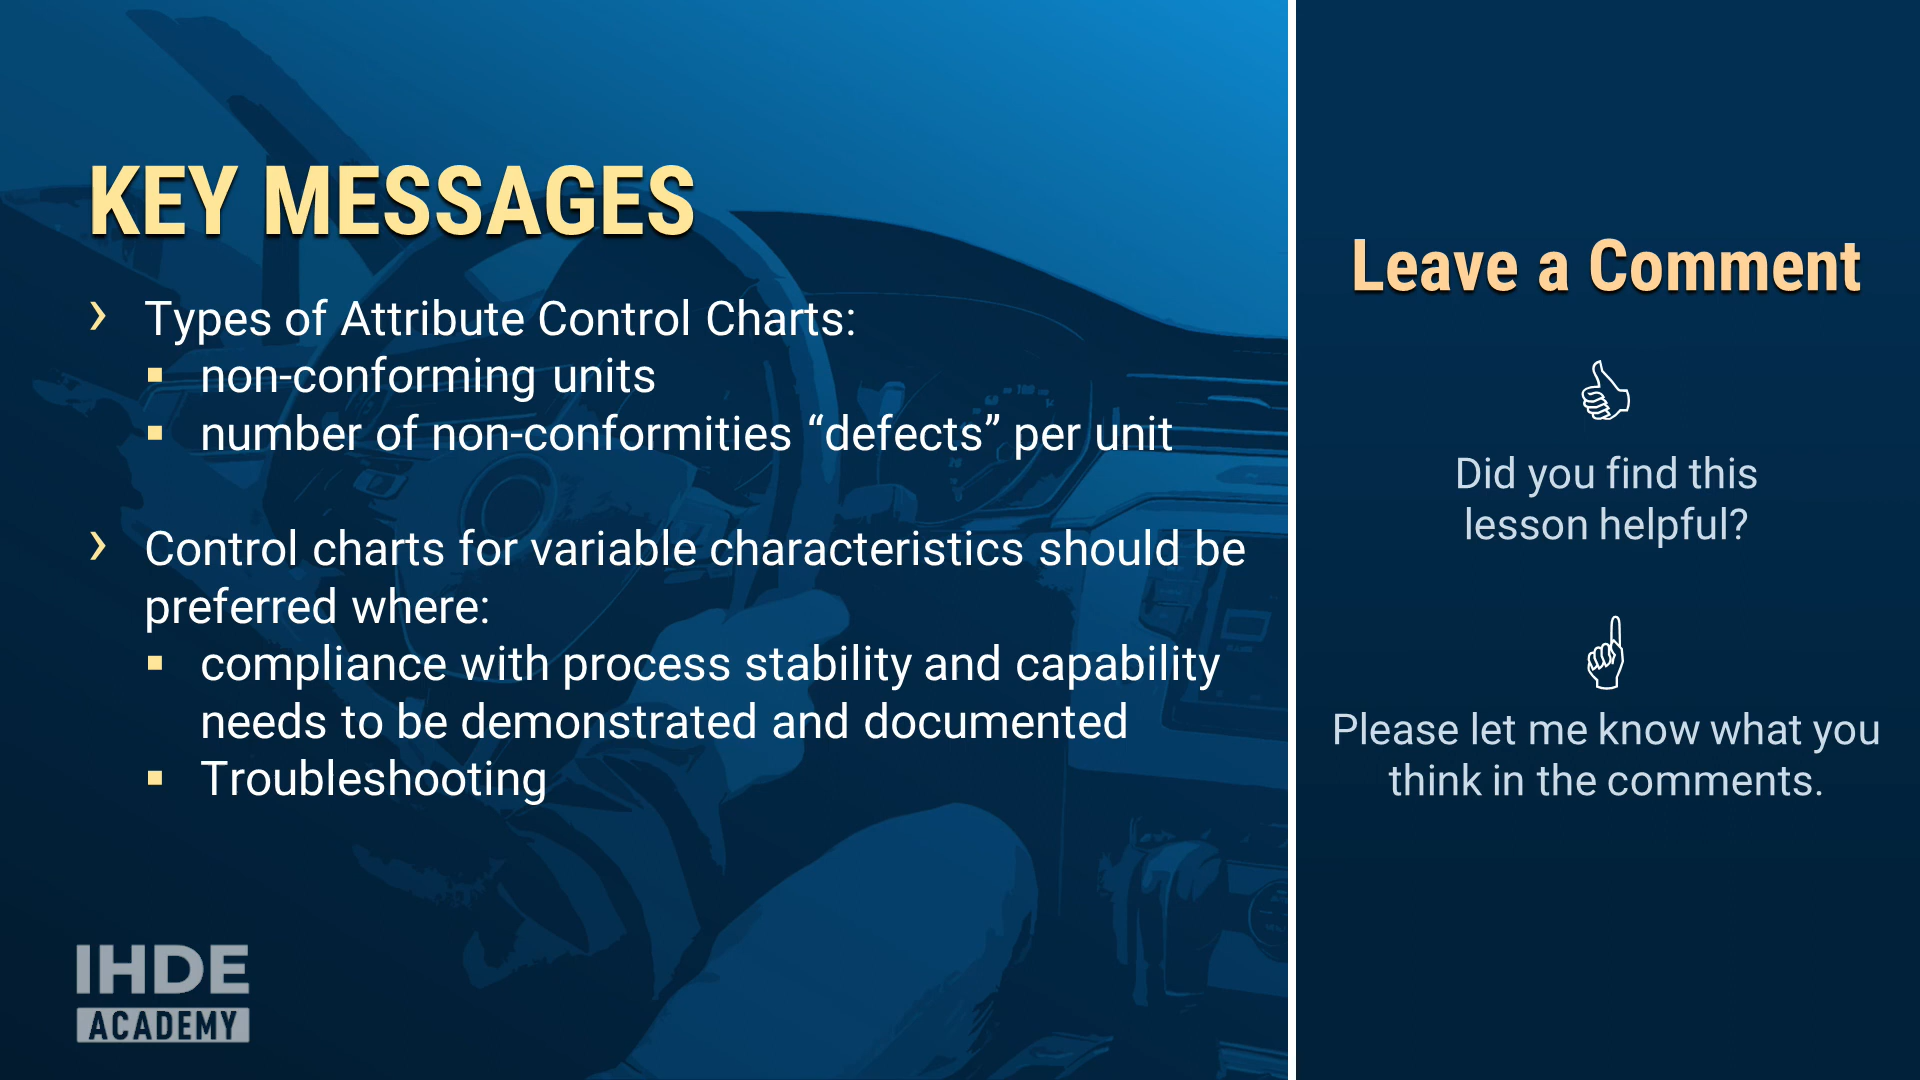 KEY MESSAGES
› Types of Attribute Control Charts:
▪ non-conforming units
▪ number of non-conformities “defects” per unit
› Control charts for variable characteristics should be
preferred where:
▪ compliance with process stability and capability
needs to be demonstrated and documented
▪ Troubleshooting
IHDE
ACADEMY
Leave a Comment
Did you find this
lesson helpful?
Please let me know what you
think in the comments.